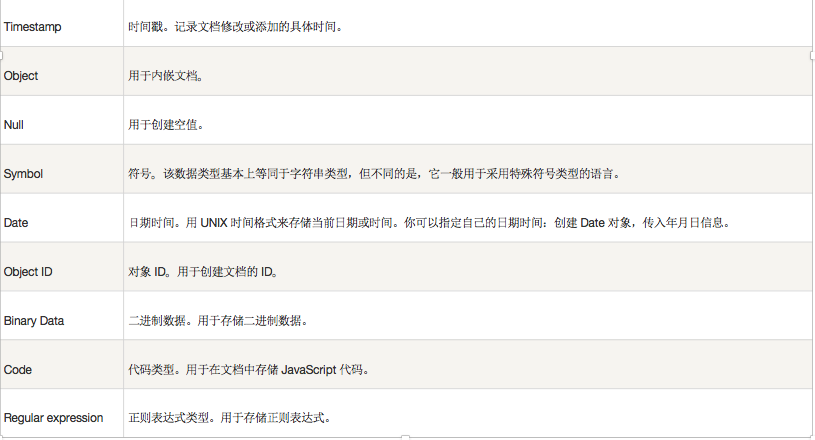 Timestamp 时间戳。记录文档修改或添加的具体时间。
Object 用于内嵌文档。
Null 用于创建空值。
Symbol 符号。该数据类型基本上等同于字符串类型，但不同的是，它一般用于采用特殊符号类型的语言。
Date 日期时间。用 UNIX 时间格式来存储当前日期或时间。你可以指定自己的日期时间：创建 Date 对象，传入年月日信息。
Object ID 对象 ID。用于创建文档的 ID。
Binary Data 二进制数据。用于存储二进制数据。
Code 代码类型。用于在文档中存储 JavaScript 代码。
Regular expression 正则表达式类型。用于存储正则表达式。